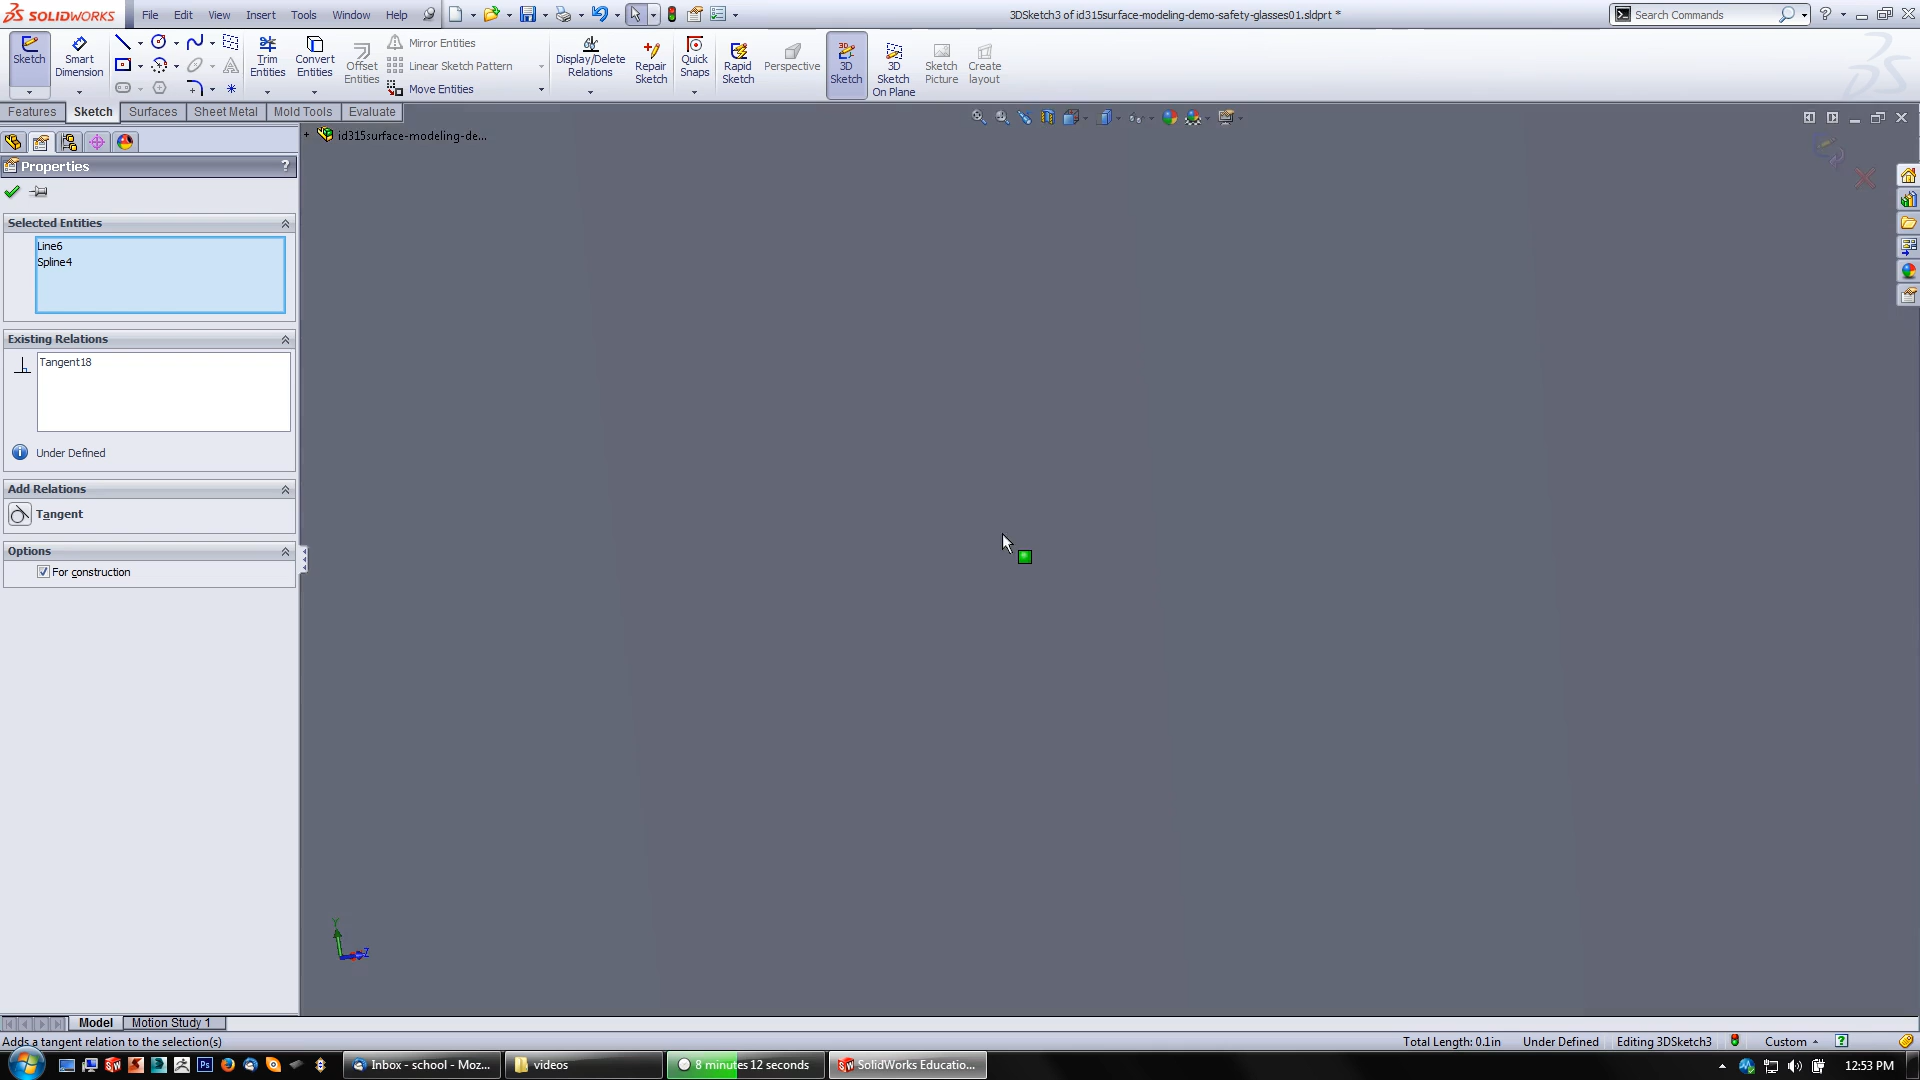 SOLIDWORKS File Edit View Insert Tools Window Help 3DSketch3 of id315surface-modeling-demo-safety-glasses01.sldprt * Search Commands
Sketch Smart Dimension Trim Entities Convert Entities Offset Entities Mirror Entities Linear Sketch Pattern Move Entities Display/Delete Relations Repair Sketch Quick Snaps Rapid Sketch Perspective 3D Sketch 3D Sketch On Plane Sketch Picture Create layout
Features Sketch Surfaces Sheet Metal Mold Tools Evaluate
id315surface-modeling-de...
Properties ?
Selected Entities
Line6
Spline4
Existing Relations
Tangent18
Under Defined
Add Relations
Tangent
Options
For construction
Y
Z
Model Motion Study 1
Adds a tangent relation to the selection(s) Total Length: 0.1in Under Defined Editing 3DSketch3 Custom
Inbox - school - Moz... videos 8 minutes 12 seconds SolidWorks Educatio... 12:53 PM